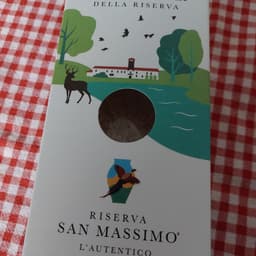 DELLA RISERVA
RISERVA
SAN MASSIMO®
L'AUTENTICO